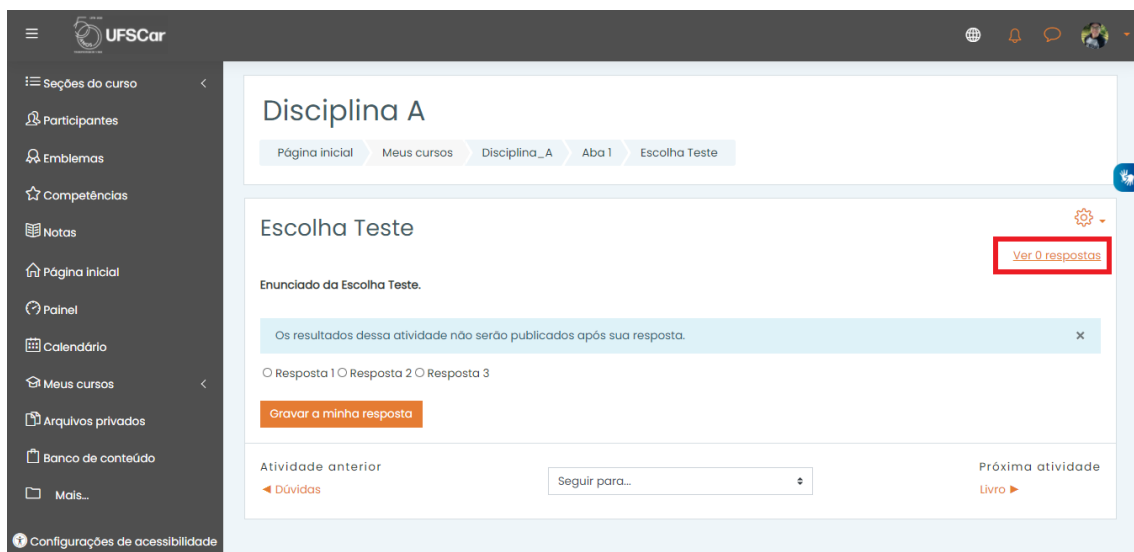 UFSCar
Seções do curso
Participantes
Emblemas
Competências
Notas
Página inicial
Painel
Calendário
Meus cursos
Arquivos privados
Banco de conteúdo
Mais...
Configurações de acessibilidade
Disciplina A
Página inicial Meus cursos Disciplina_A Aba 1 Escolha Teste
Escolha Teste
Ver 0 respostas
Enunciado da Escolha Teste.
Os resultados dessa atividade não serão publicados após sua resposta. ×
Resposta 1 Resposta 2 Resposta 3
Gravar a minha resposta
Atividade anterior
◄ Dúvidas
Seguir para...
Próxima atividade
Livro ►